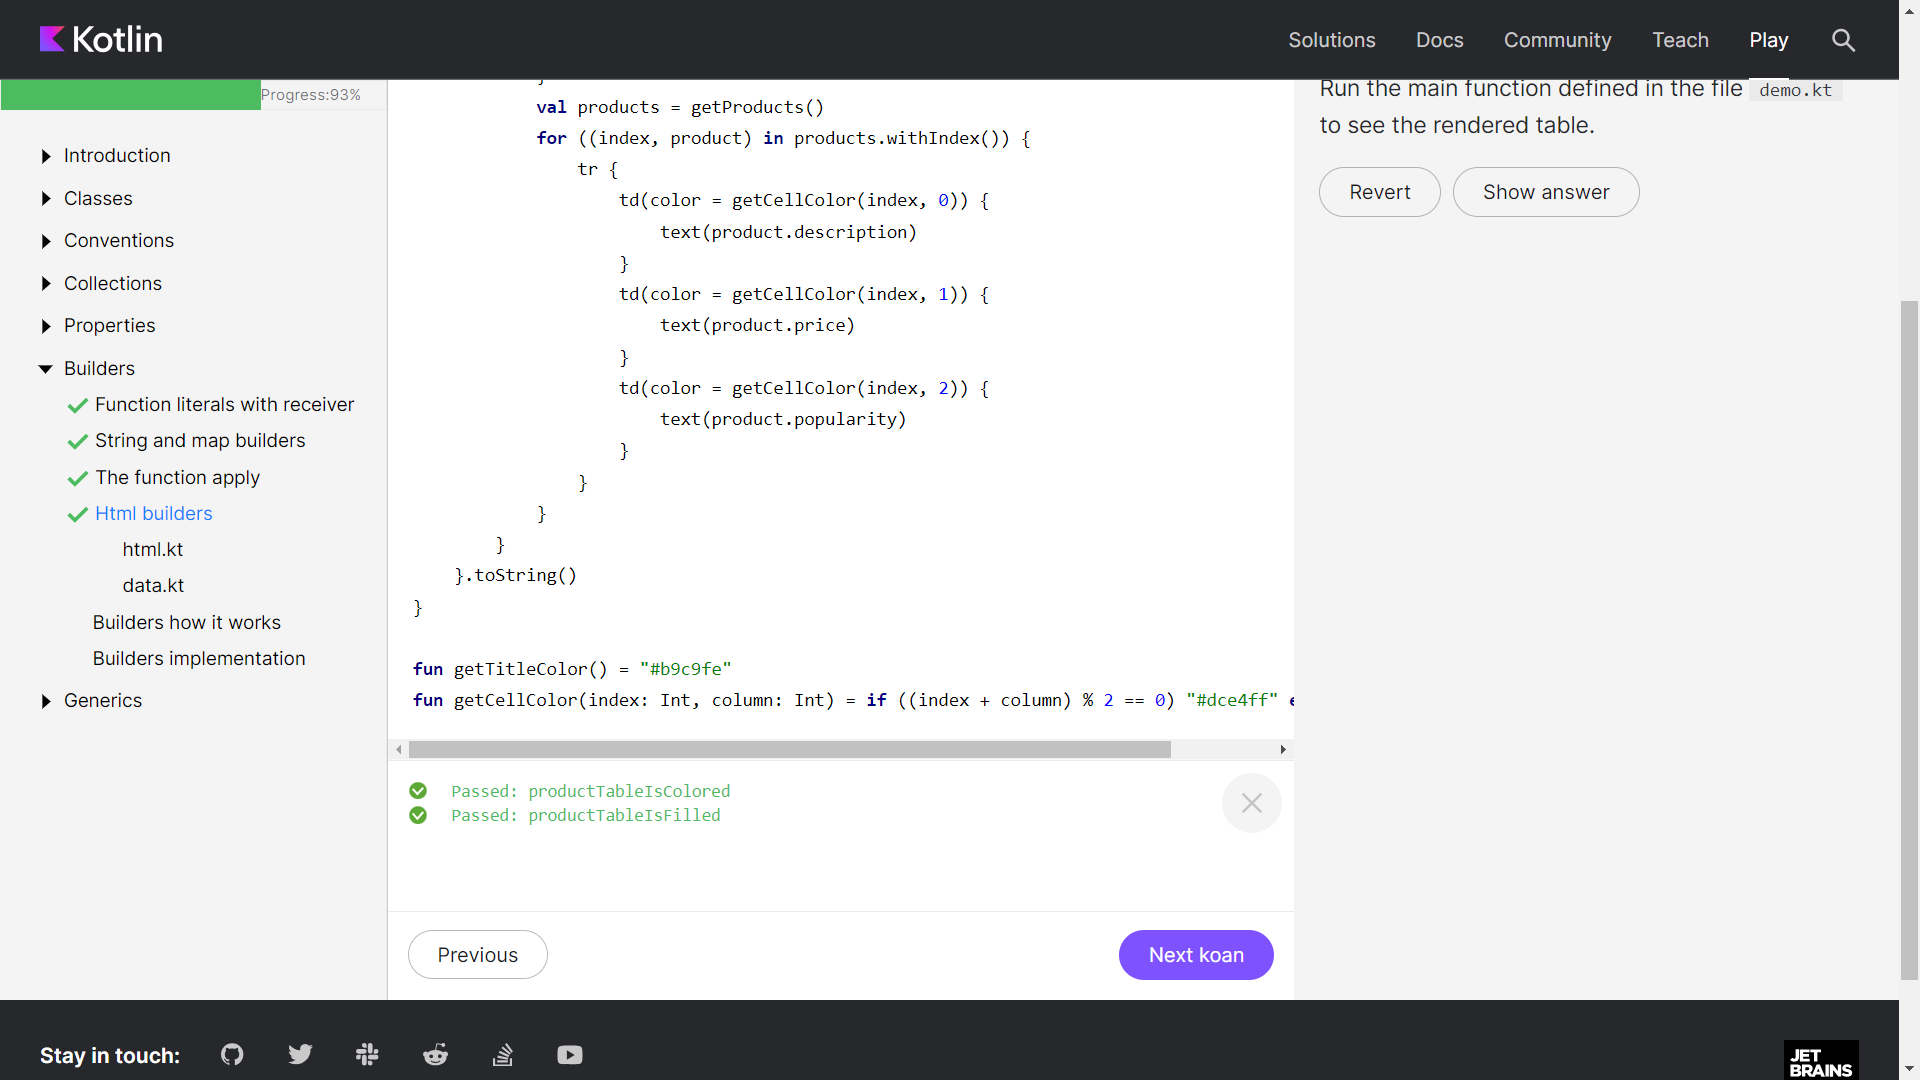 Kotlin
Solutions
Docs
Community
Teach
Play
Progress:93%
Introduction
Classes
Conventions
Collections
Properties
Builders
Function literals with receiver
String and map builders
The function apply
Html builders
html.kt
data.kt
Builders how it works
Builders implementation
Generics
}
val products = getProducts()
for ((index, product) in products.withIndex()) {
tr {
td(color = getCellColor(index, 0)) {
text(product.description)
}
td(color = getCellColor(index, 1)) {
text(product.price)
}
td(color = getCellColor(index, 2)) {
text(product.popularity)
}
}
}
}
}.toString()
}
fun getTitleColor() = "#b9c9fe"
fun getCellColor(index: Int, column: Int) = if ((index + column) % 2 == 0) "#dce4ff" e
Passed: productTableIsColored
Passed: productTableIsFilled
Previous
Next koan
Run the main function defined in the file demo.kt
to see the rendered table.
Revert
Show answer
Stay in touch:
JET
BRAINS